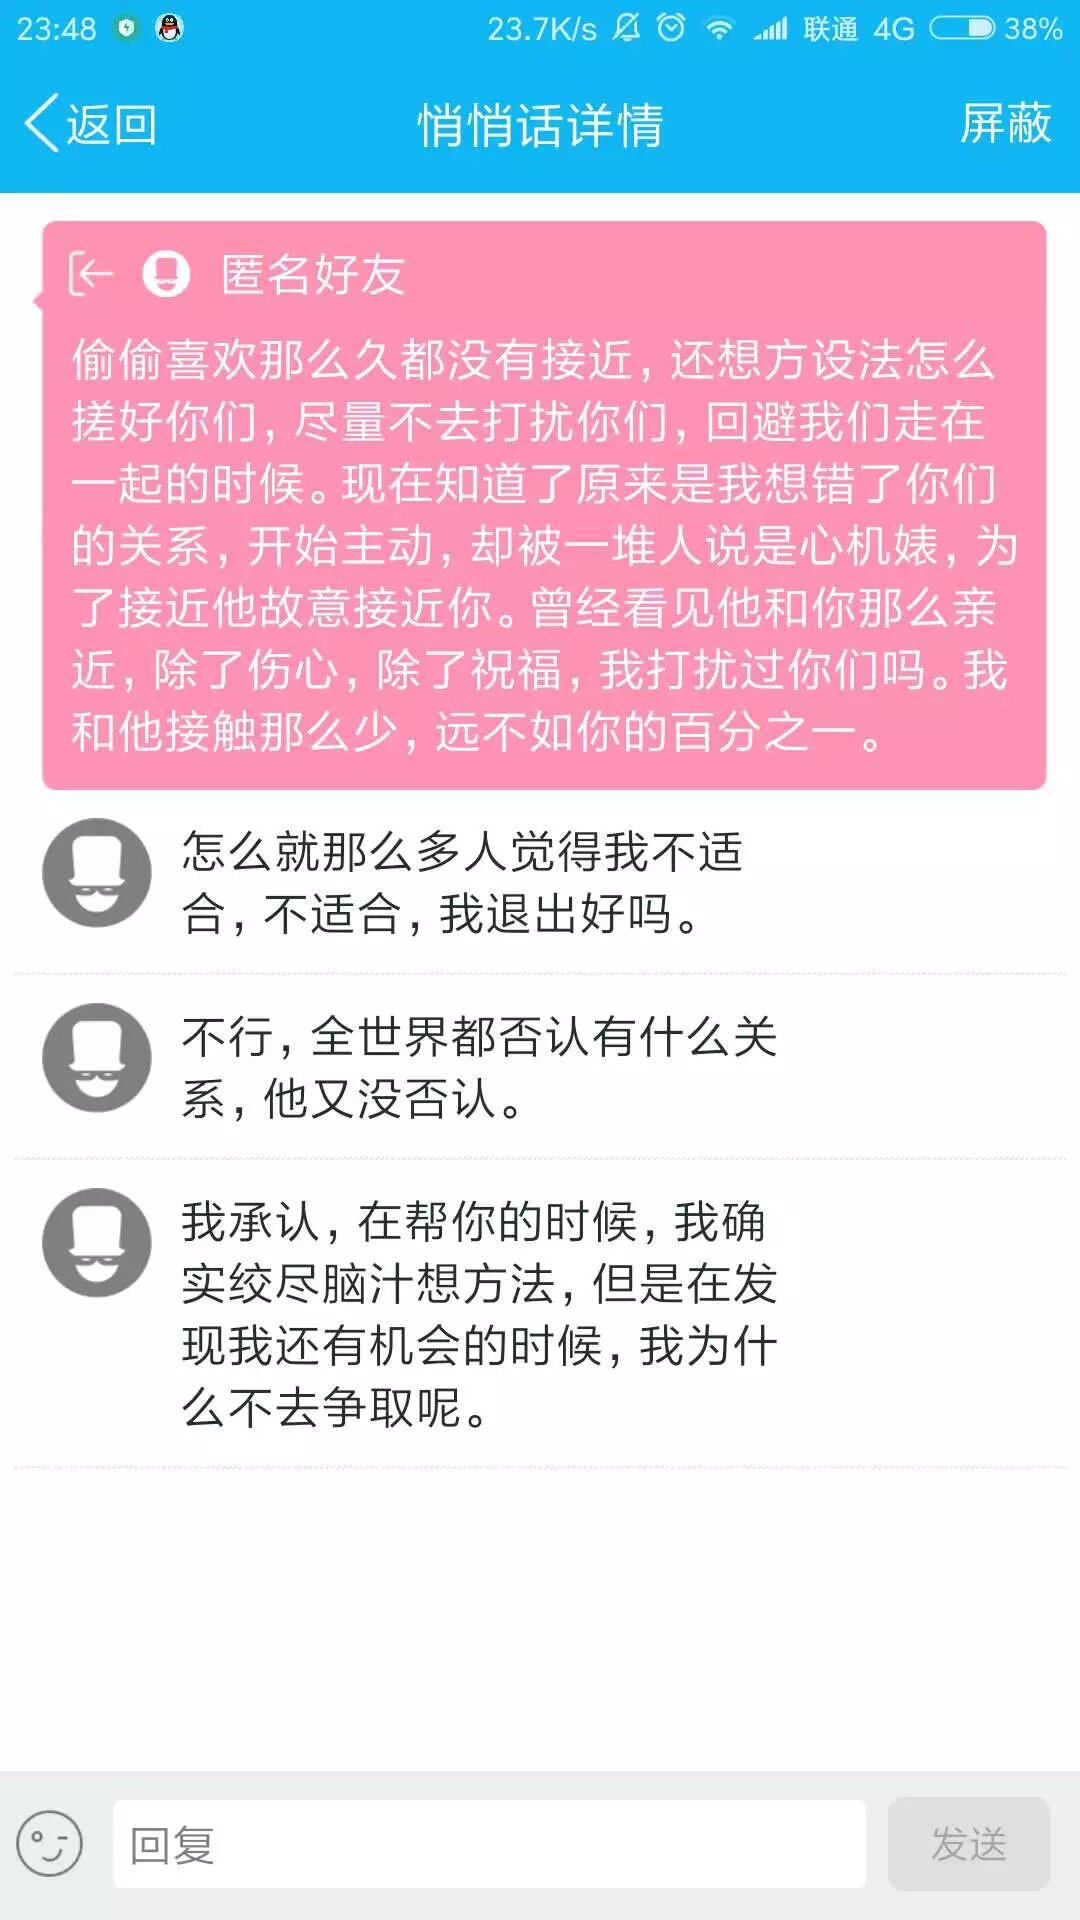 23:48 23.7K/s 联通 4G 38%
返回 悄悄话详情 屏蔽
匿名好友
偷偷喜欢那么久都没有接近,还想方设法怎么
搓好你们,尽量不去打扰你们,回避我们走在
一起的时候。现在知道了原来是我想错了你们
的关系,开始主动,却被一堆人说是心机婊,为
了接近他故意接近你。曾经看见他和你那么亲
近,除了伤心,除了祝福,我打扰过你们吗。我
和他接触那么少,远不如你的百分之一。
怎么就那么多人觉得我不适
合,不适合,我退出好吗。
不行,全世界都否认有什么关
系,他又没否认。
我承认,在帮你的时候,我确
实绞尽脑汁想方法,但是在发
现我还有机会的时候,我为什
么不去争取呢。
回复 发送